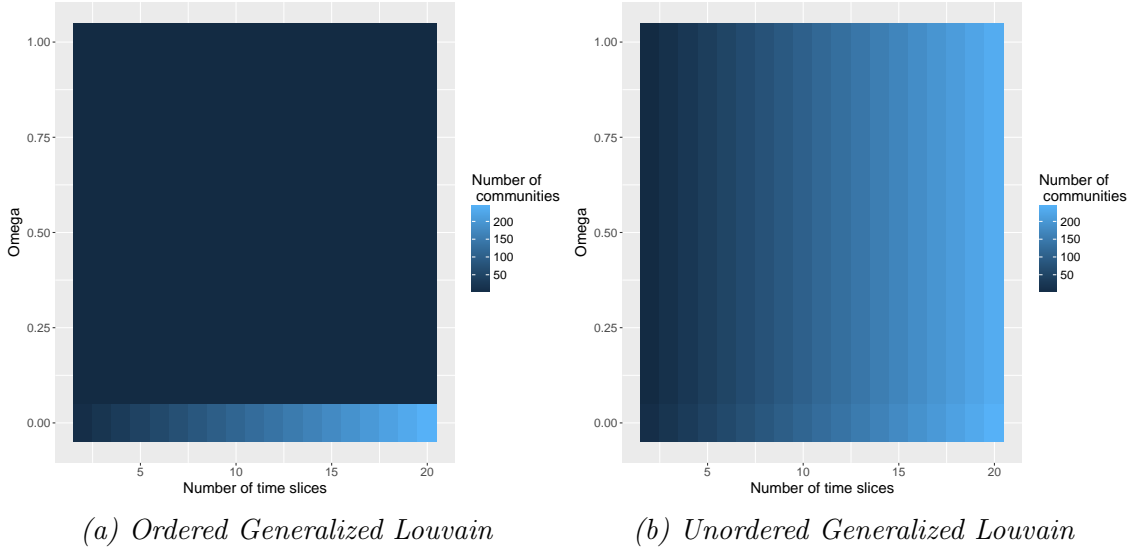 1.00
0.75
0.50
0.25
0.00
Omega
5
10
15
20
Number of time slices
Number of
communities
200
150
100
50
(a) Ordered Generalized Louvain
1.00
0.75
0.50
0.25
0.00
Omega
5
10
15
20
Number of time slices
Number of
communities
200
150
100
50
(b) Unordered Generalized Louvain